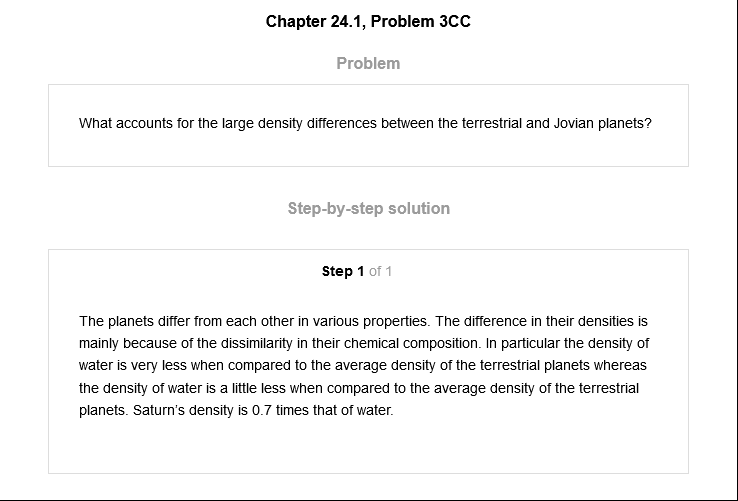 Chapter 24.1, Problem 3CC
Problem
What accounts for the large density differences between the terrestrial and Jovian planets?
Step-by-step solution
Step 1 of 1
The planets differ from each other in various properties. The difference in their densities is
mainly because of the dissimilarity in their chemical composition. In particular the density of
water is very less when compared to the average density of the terrestrial planets whereas
the density of water is a little less when compared to the average density of the terrestrial
planets. Saturn's density is 0.7 times that of water.